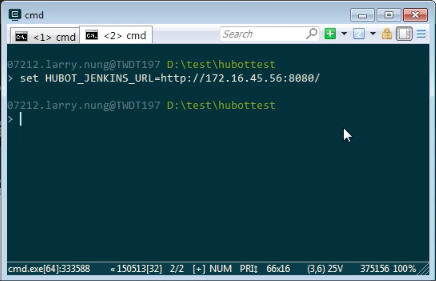 cmd
<1> cmd
<2> cmd
Search
07212.larry.nung@TWDT197 D:\test\hubottest
> set HUBOT_JENKINS_URL=http://172.16.45.56:8080/
07212.larry.nung@TWDT197 D:\test\hubottest
>
cmd.exe[64]:333588 «150513[32] 2/2 [+] NUM PRI‡ 66x16 (3,6) 25V 375156 100%